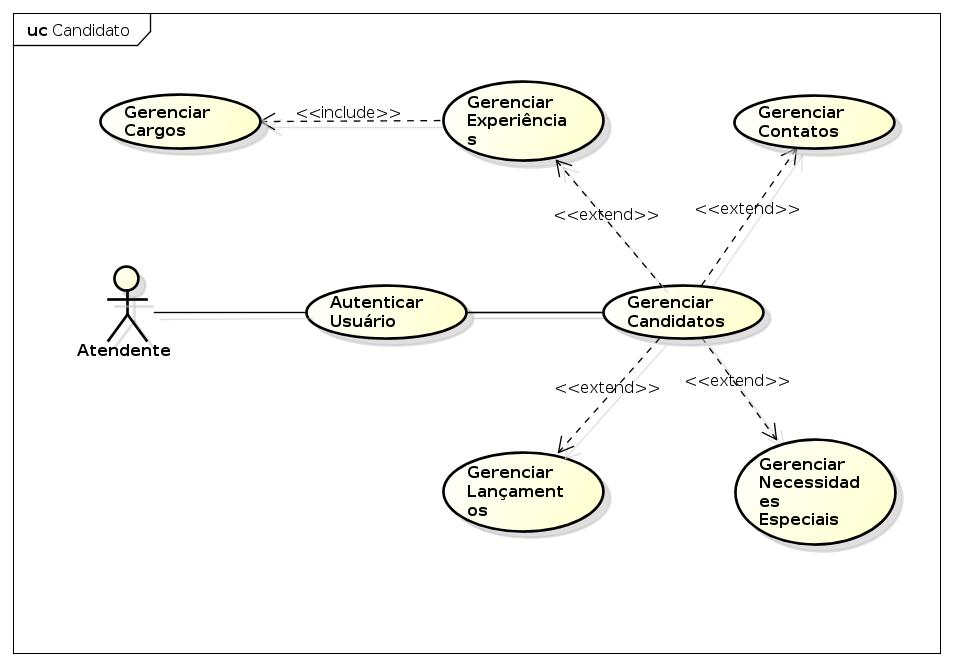 uc Candidato
Gerenciar
Cargos
<<include>>
Gerenciar
Experiência
s
Gerenciar
Contatos
<<extend>>
<<extend>>
Atendente
Autenticar
Usuário
Gerenciar
Candidatos
<<extend>>
<<extend>>
Gerenciar
Lançament
os
Gerenciar
Necessidad
es
Especiais